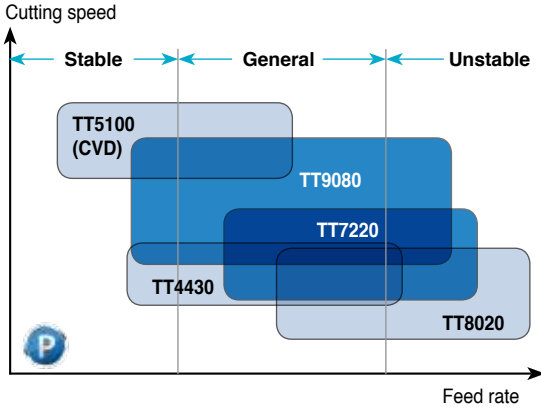 Cutting speed
Stable General Unstable
TT5100
(CVD)
TT9080
TT7220
TT4430
TT8020
P
Feed rate